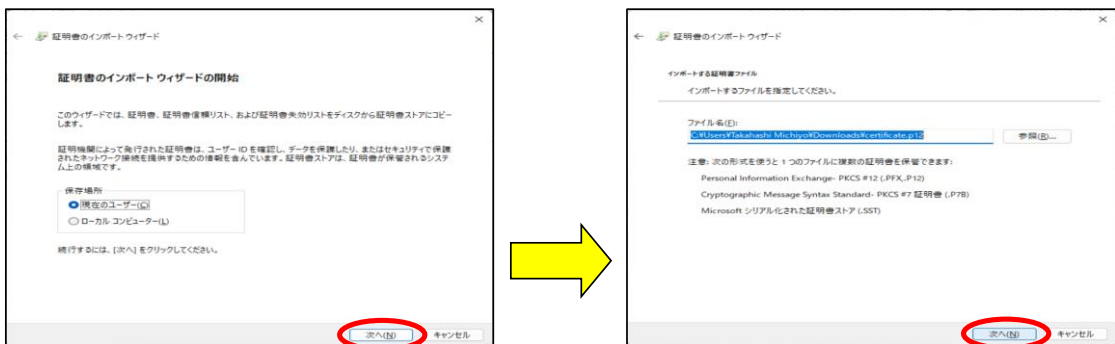 証明書のインポート ウィザード
証明書のインポート ウィザードの開始
このウィザードでは、証明書、証明書信頼リスト、および証明書失効リストをディスクから証明書ストアにコピー
します。
証明機関によって発行された証明書は、ユーザー ID を確認し、データを保護したり、またはセキュリティで保護
されたネットワーク接続を提供するための情報を含んでいます。証明書ストアは、証明書が保管されるシステ
ム上の領域です。
保存場所
現在のユーザー(C)
ローカル コンピューター(L)
続行するには、[次へ] をクリックしてください。
次へ(N)
キャンセル
証明書のインポート ウィザード
インポートする証明書ファイル
インポートするファイルを指定してください。
ファイル名(F):
C:¥Users¥Takahashi Michiyo¥Downloads¥certificate.p12
参照(R)...
注意: 次の形式を使うと 1 つのファイルに複数の証明書を保管できます:
Personal Information Exchange- PKCS #12 (.PFX,.P12)
Cryptographic Message Syntax Standard- PKCS #7 証明書 (.P7B)
Microsoft シリアル化された証明書ストア (.SST)
次へ(N)
キャンセル